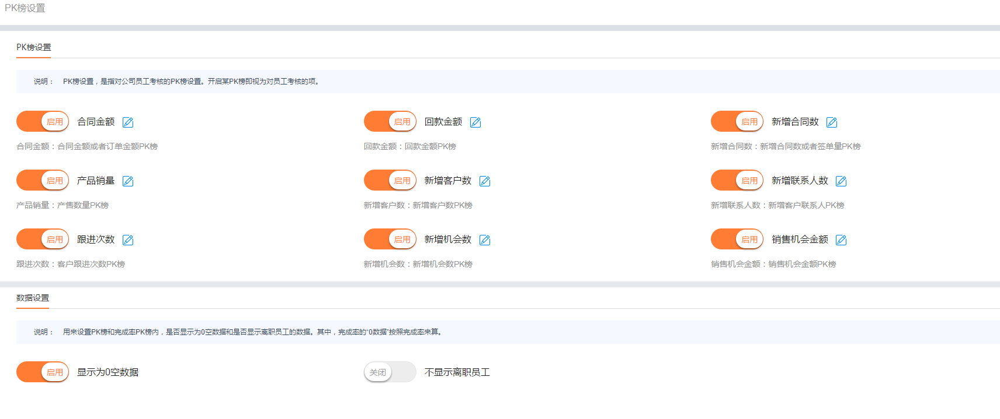 PK榜设置
PK榜设置
说明： PK榜设置，是指对公司员工考核的PK榜设置。开启某PK榜即视为对员工考核的项。
启用 合同金额 启用 回款金额 启用 新增合同数
合同金额：合同金额或者订单金额PK榜 回款金额：回款金额PK榜 新增合同数：新增合同数或者签单量PK榜
启用 产品销量 启用 新增客户数 启用 新增联系人数
产品销量：产售数量PK榜 新增客户数：新增客户数PK榜 新增联系人数：新增客户联系人PK榜
启用 跟进次数 启用 新增机会数 启用 销售机会金额
跟进次数：客户跟进次数PK榜 新增机会数：新增机会数PK榜 销售机会金额：销售机会金额PK榜
数据设置
说明： 用来设置PK榜和完成率PK榜内，是否显示为0空数据和是否显示离职员工的数据。其中，完成率的“0数据”按照完成率来算。
启用 显示为0空数据 关闭 不显示离职员工